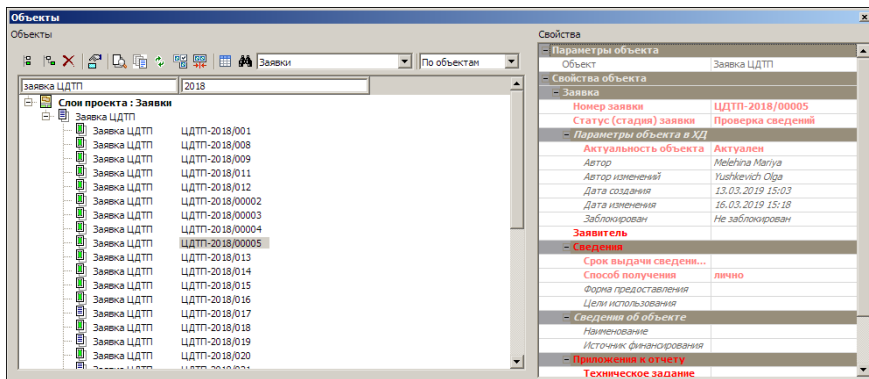 Объекты
Объекты
Заявки
По объектам
заявка ЦДТП 2018
Слои проекта : Заявки
Заявка ЦДТП
Заявка ЦДТП ЦДТП-2018/001
Заявка ЦДТП ЦДТП-2018/008
Заявка ЦДТП ЦДТП-2018/009
Заявка ЦДТП ЦДТП-2018/011
Заявка ЦДТП ЦДТП-2018/012
Заявка ЦДТП ЦДТП-2018/00002
Заявка ЦДТП ЦДТП-2018/00003
Заявка ЦДТП ЦДТП-2018/00004
Заявка ЦДТП ЦДТП-2018/00005
Заявка ЦДТП ЦДТП-2018/013
Заявка ЦДТП ЦДТП-2018/014
Заявка ЦДТП ЦДТП-2018/015
Заявка ЦДТП ЦДТП-2018/016
Заявка ЦДТП ЦДТП-2018/017
Заявка ЦДТП ЦДТП-2018/018
Заявка ЦДТП ЦДТП-2018/019
Заявка ЦДТП ЦДТП-2018/020
Свойства
Параметры объекта
Объект Заявка ЦДТП
Свойства объекта
Заявка
Номер заявки ЦДТП-2018/00005
Статус (стадия) заявки Проверка сведений
Параметры объекта в ХД
Актуальность объекта Актуален
Автор Melehina Mariya
Автор изменений Yushkevich Olga
Дата создания 13.03.2019 15:03
Дата изменения 16.03.2019 15:18
Заблокирован Не заблокирован
Заявитель
Сведения
Срок выдачи сведени...
Способ получения лично
Форма предоставления
Цели использования
Сведения об объекте
Наименование
Источник финансирования
Приложения к отчету
Техническое задание